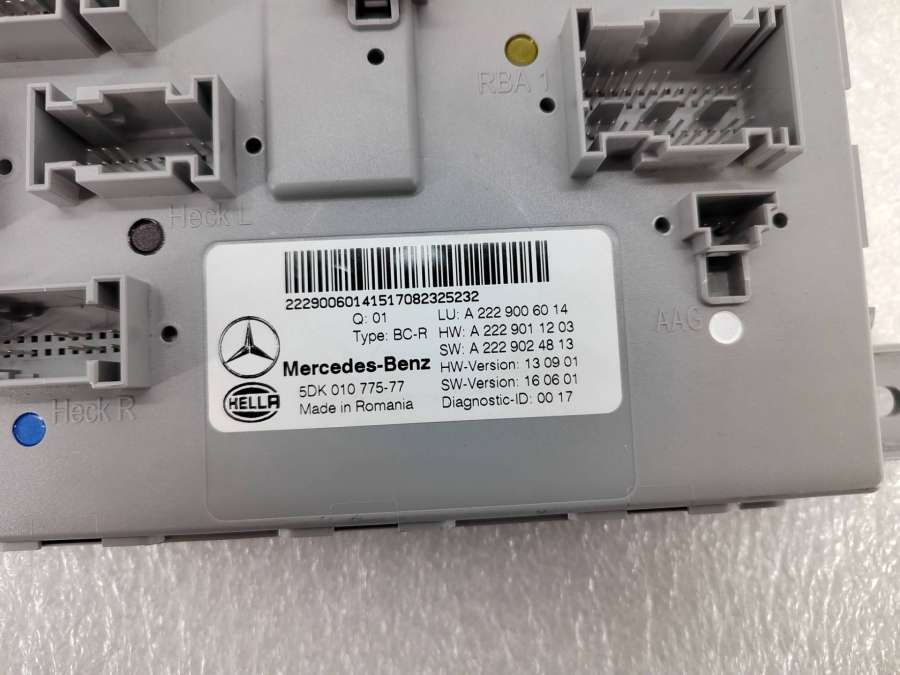 RBA 1
Heck L
222900601415170823 25232
Q: 01
LU: A 222 900 60 14
Type: BC-R
HW: A 222 901 12 03
SW: A 222 902 48 13
Mercedes-Benz
HW-Version: 13 09 01
5DK 010 775-77
SW-Version: 16 06 01
HELLA
Made in Romania
Diagnostic-ID: 00 17
AAG
Heck R